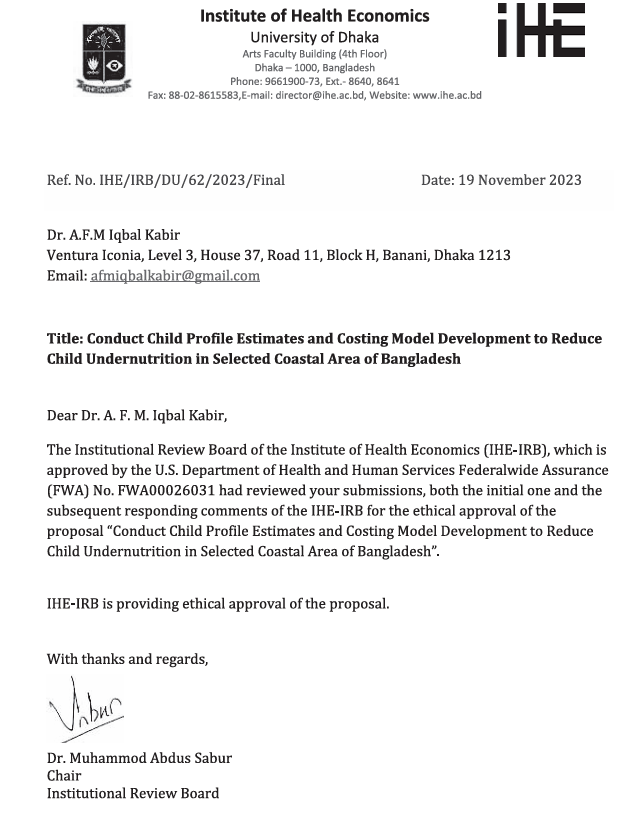 Institute of Health Economics
University of Dhaka
Arts Faculty Building (4th Floor)
Dhaka – 1000, Bangladesh
Phone: 9661900-73, Ext.- 8640, 8641
Fax: 88-02-8615583,E-mail: director@ihe.ac.bd, Website: www.ihe.ac.bd
iHE
Ref. No. IHE/IRB/DU/62/2023/Final
Date: 19 November 2023
Dr. A.F.M Iqbal Kabir
Ventura Iconia, Level 3, House 37, Road 11, Block H, Banani, Dhaka 1213
Email: afmiqbalkabir@gmail.com
Title: Conduct Child Profile Estimates and Costing Model Development to Reduce
Child Undernutrition in Selected Coastal Area of Bangladesh
Dear Dr. A. F. M. Iqbal Kabir,
The Institutional Review Board of the Institute of Health Economics (IHE-IRB), which is
approved by the U.S. Department of Health and Human Services Federalwide Assurance
(FWA) No. FWA00026031 had reviewed your submissions, both the initial one and the
subsequent responding comments of the IHE-IRB for the ethical approval of the
proposal “Conduct Child Profile Estimates and Costing Model Development to Reduce
Child Undernutrition in Selected Coastal Area of Bangladesh”.
IHE-IRB is providing ethical approval of the proposal.
With thanks and regards,
Dr. Muhammod Abdus Sabur
Chair
Institutional Review Board